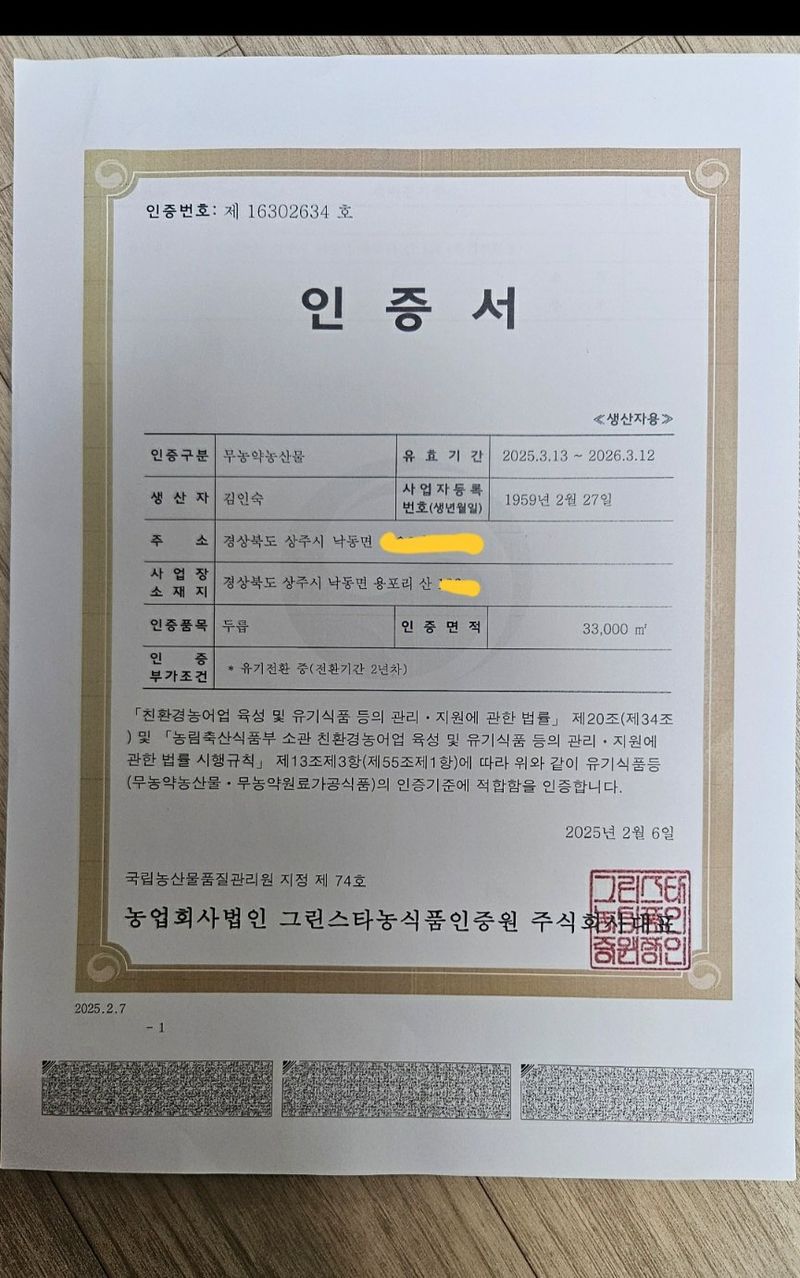 인증번호: 제 16302634 호
인 증 서
≪생산자용≫
인증구분 무농약농산물 유 효 기 간 2025.3.13 ~ 2026.3.12
생 산 자 김인숙 사업자등록 번호(생년월일) 1959년 2월 27일
주 소 경상북도 상주시 낙동면
사 업 장 소 재 지 경상북도 상주시 낙동면 용포리 산
인증품목 두릅 인 증 면 적 33,000 ㎡
인 증 부가조건 * 유기전환 중(전환기간 2년차)
「친환경농어업 육성 및 유기식품 등의 관리・지원에 관한 법률」 제20조(제34조
) 및 「농림축산식품부 소관 친환경농어업 육성 및 유기식품 등의 관리・지원에
관한 법률 시행규칙」 제13조제3항(제55조제1항)에 따라 위와 같이 유기식품등
(무농약농산물・무농약원료가공식품)의 인증기준에 적합함을 인증합니다.
2025년 2월 6일
국립농산물품질관리원 지정 제 74호
농업회사법인 그린스타농식품인증원 주식회사대표
2025.2.7
- 1